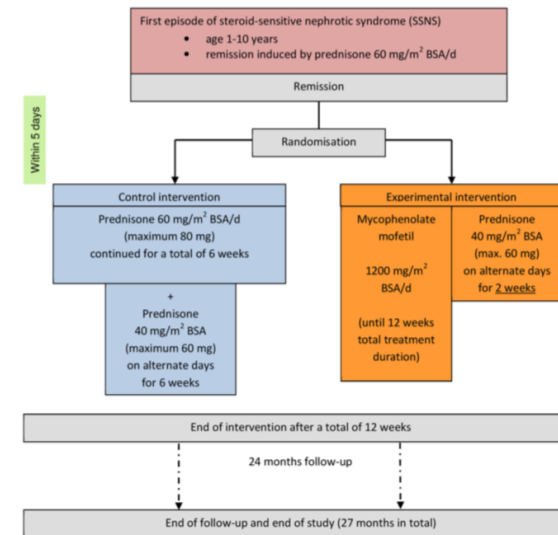 First episode of steroid-sensitive nephrotic syndrome (SSNS)
• age 1-10 years
• remission induced by prednisone 60 mg/m² BSA/d
Remission
Within 5 days
Randomisation
Control intervention
Prednisone 60 mg/m² BSA/d
(maximum 80 mg)
continued for a total of 6 weeks
+
Prednisone
40 mg/m² BSA
(maximum 60 mg)
on alternate days
for 6 weeks
Experimental intervention
Mycophenolate
mofetil
1200 mg/m²
BSA/d
(until 12 weeks
total treatment
duration)
Prednisone
40 mg/m² BSA
(max. 60 mg)
on alternate days
for 2 weeks
End of intervention after a total of 12 weeks
24 months follow-up
End of follow-up and end of study (27 months in total)